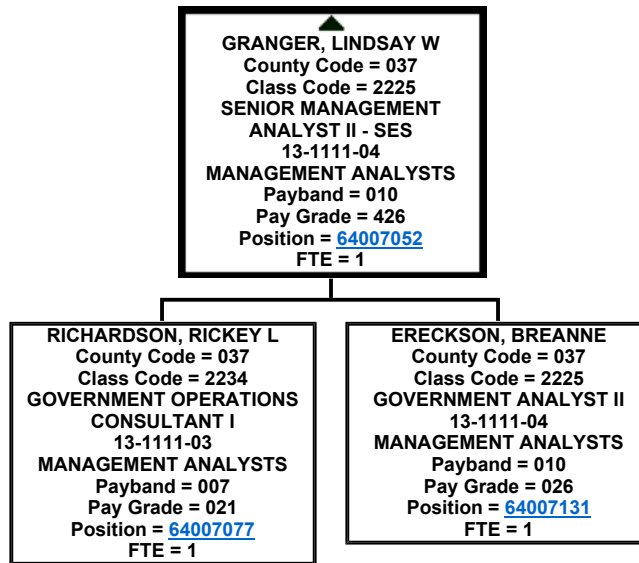 GRANGER, LINDSAY W
County Code = 037
Class Code = 2225
SENIOR MANAGEMENT
ANALYST II - SES
13-1111-04
MANAGEMENT ANALYSTS
Payband = 010
Pay Grade = 426
Position = 64007052
FTE = 1
RICHARDSON, RICKEY L
County Code = 037
Class Code = 2234
GOVERNMENT OPERATIONS
CONSULTANT I
13-1111-03
MANAGEMENT ANALYSTS
Payband = 007
Pay Grade = 021
Position = 64007077
FTE = 1
ERECKSON, BREANNE
County Code = 037
Class Code = 2225
GOVERNMENT ANALYST II
13-1111-04
MANAGEMENT ANALYSTS
Payband = 010
Pay Grade = 026
Position = 64007131
FTE = 1